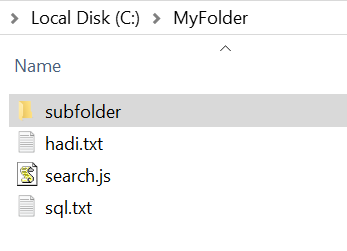 Local Disk (C:) > MyFolder
Name
subfolder
hadi.txt
search.js
sql.txt